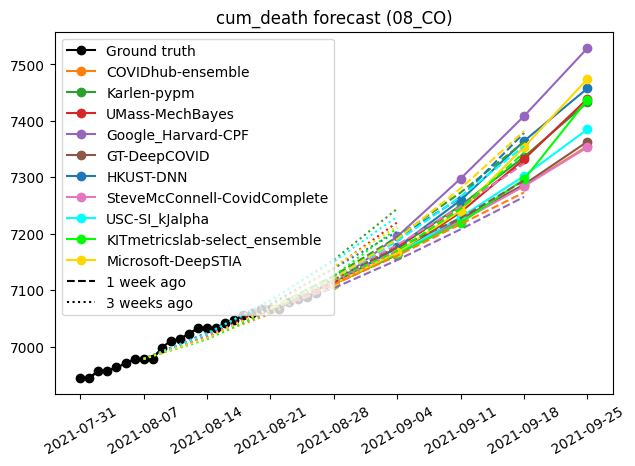 cum_death forecast (08_CO)
7500
7400
7300
7200
7100
7000
Ground truth
COVIDhub-ensemble
Karlen-pypm
UMass-MechBayes
Google_Harvard-CPF
GT-DeepCOVID
HKUST-DNN
SteveMcConnell-CovidComplete
USC-SI_kJalpha
KITmetricslab-select_ensemble
Microsoft-DeepSTIA
1 week ago
3 weeks ago
2021-07-31
2021-08-07
2021-08-14
2021-08-21
2021-08-28
2021-09-04
2021-09-11
2021-09-18
2021-09-25